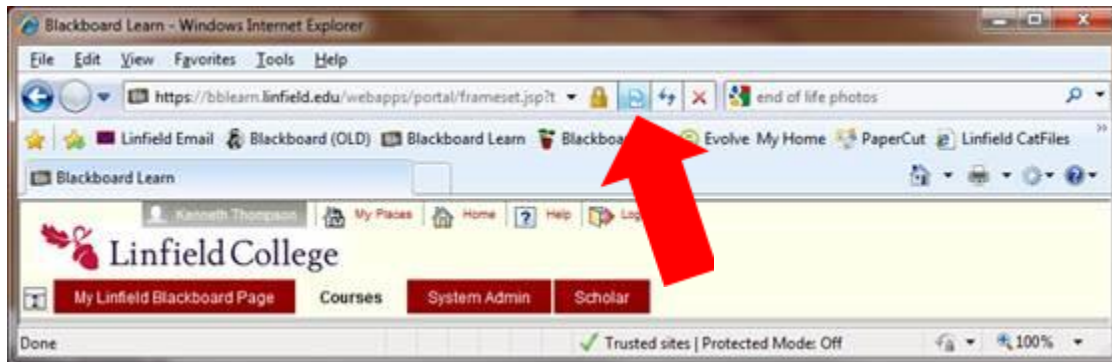 Blackboard Learn - Windows Internet Explorer
File Edit View Favorites Tools Help
https://bblearn.linfield.edu/webapps/portal/frameset.jsp?t end of life photos
Linfield Email Blackboard (OLD) Blackboard Learn Evolve My Home PaperCut Linfield CatFiles
Blackboard Learn
Kenneth Thompson My Places Home Help
Linfield College
My Linfield Blackboard Page Courses System Admin Scholar
Done Trusted sites | Protected Mode: Off 100%